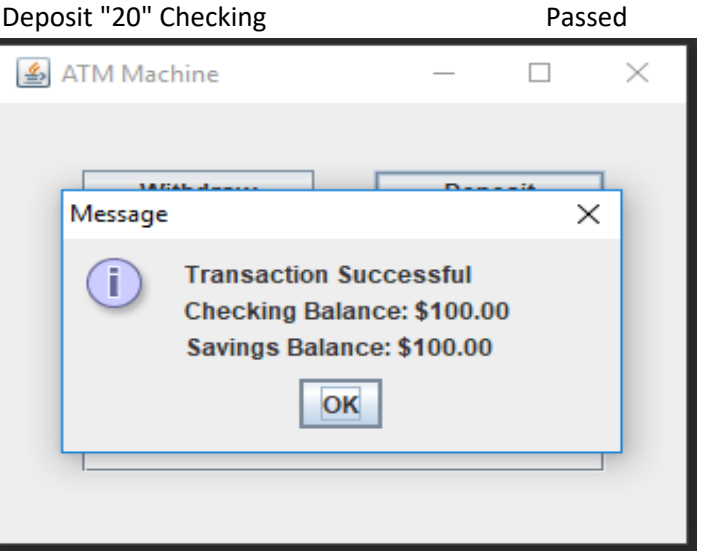 Deposit "20" Checking Passed
ATM Machine
Message
Transaction Successful
Checking Balance: $100.00
Savings Balance: $100.00
OK